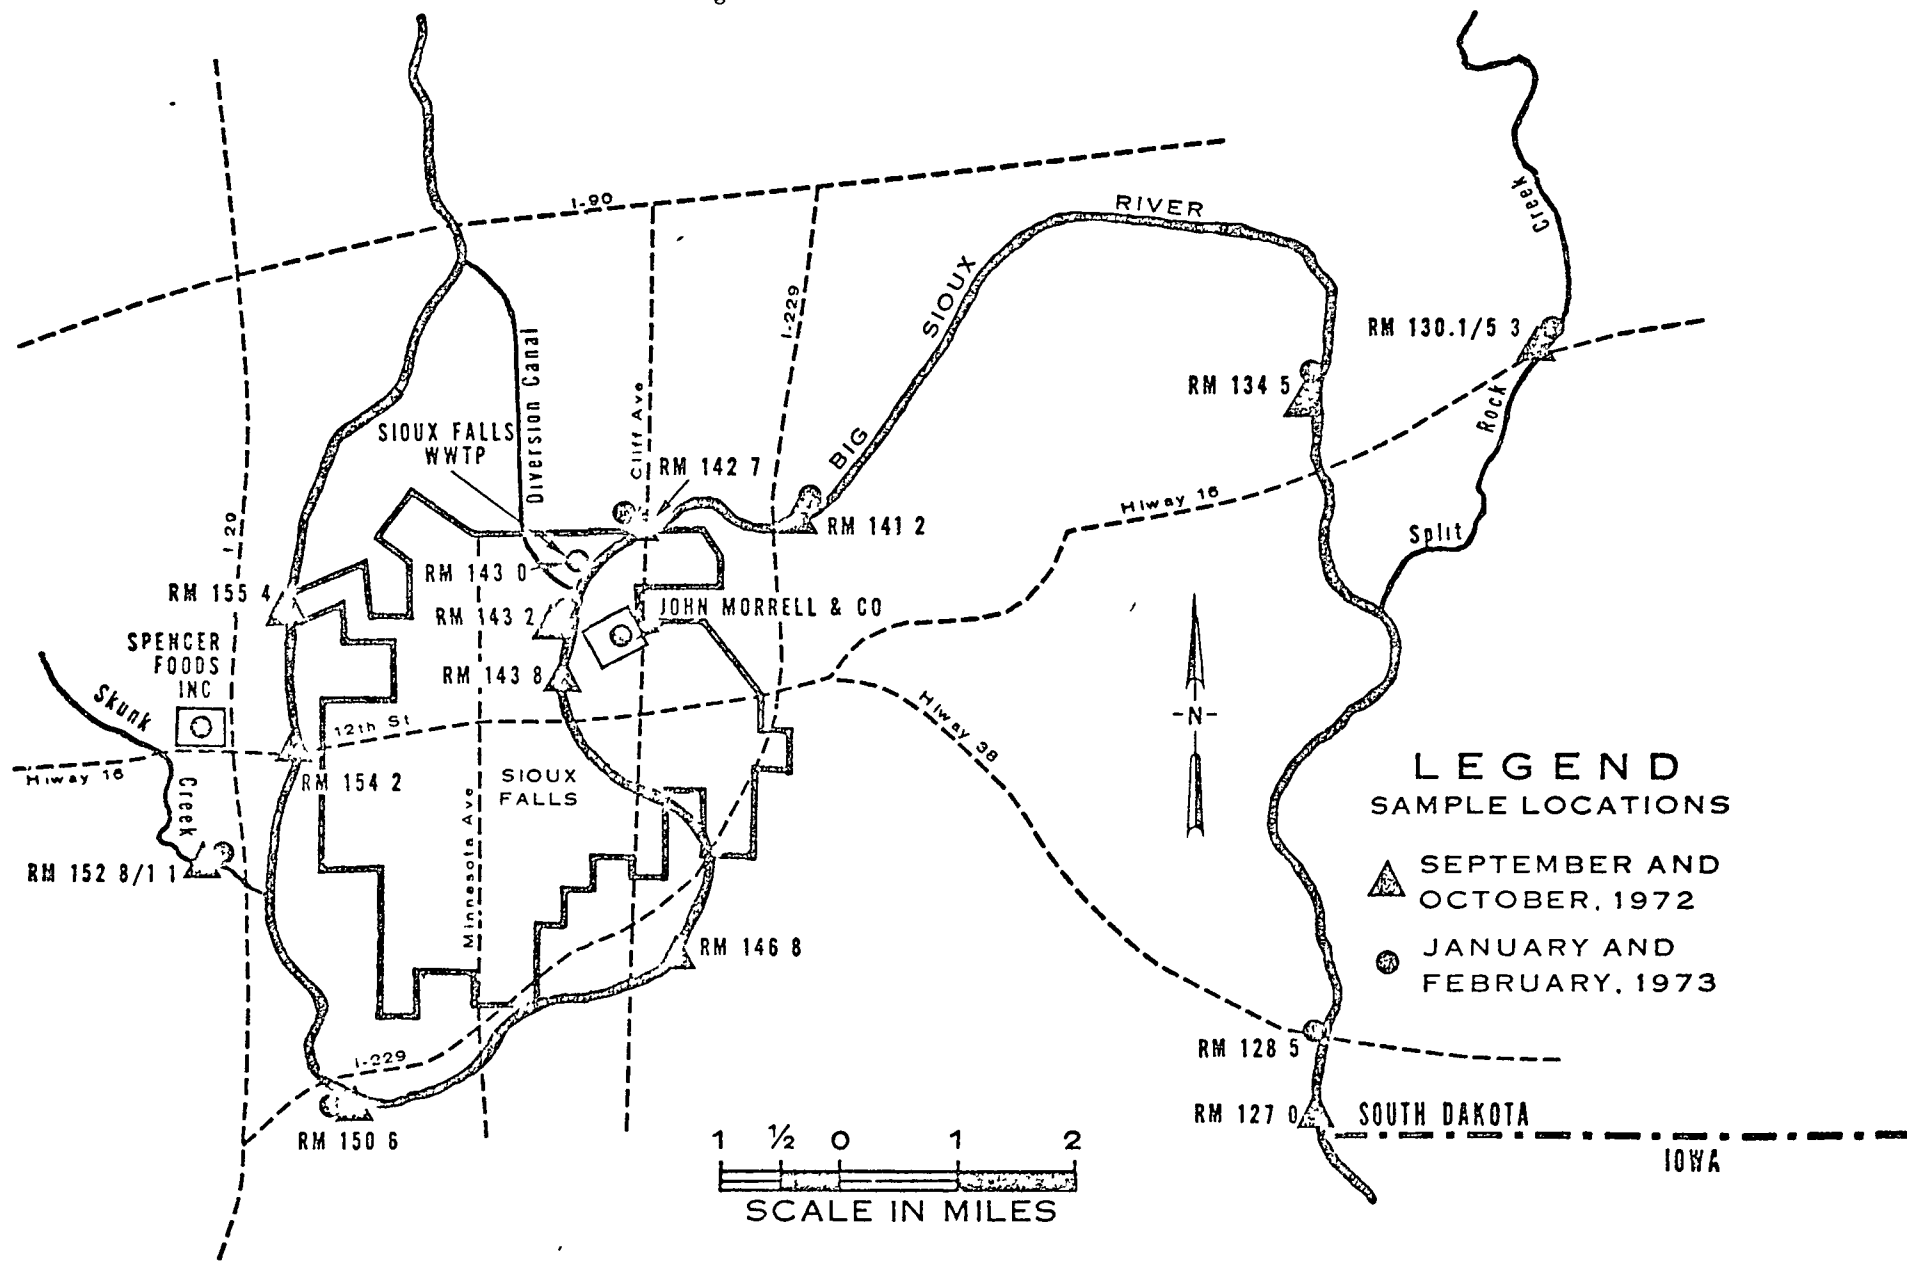 I-90
RIVER
SIOUX
BIG
Creek
I-229
RM 130.1/5 3
Rock
RM 134 5
Diversion Canal
Cliff Ave
SIOUX FALLS
WWTP
RM 142 7
Hiway 16
RM 141 2
Split
I 29
RM 143 0
RM 155 4
RM 143 2
JOHN MORRELL & CO
SPENCER
FOODS
INC
RM 143 8
Skunk
Hiway 38
N
12th St
Hiway 16
RM 154 2
SIOUX
FALLS
Creek
Minnesota Ave
LEGEND
SAMPLE LOCATIONS
SEPTEMBER AND
OCTOBER, 1972
RM 152 8/1 1
RM 146 8
JANUARY AND
FEBRUARY, 1973
I-229
RM 128 5
RM 150 6
RM 127 0
SOUTH DAKOTA
IOWA
1 ½ 0 1 2
SCALE IN MILES